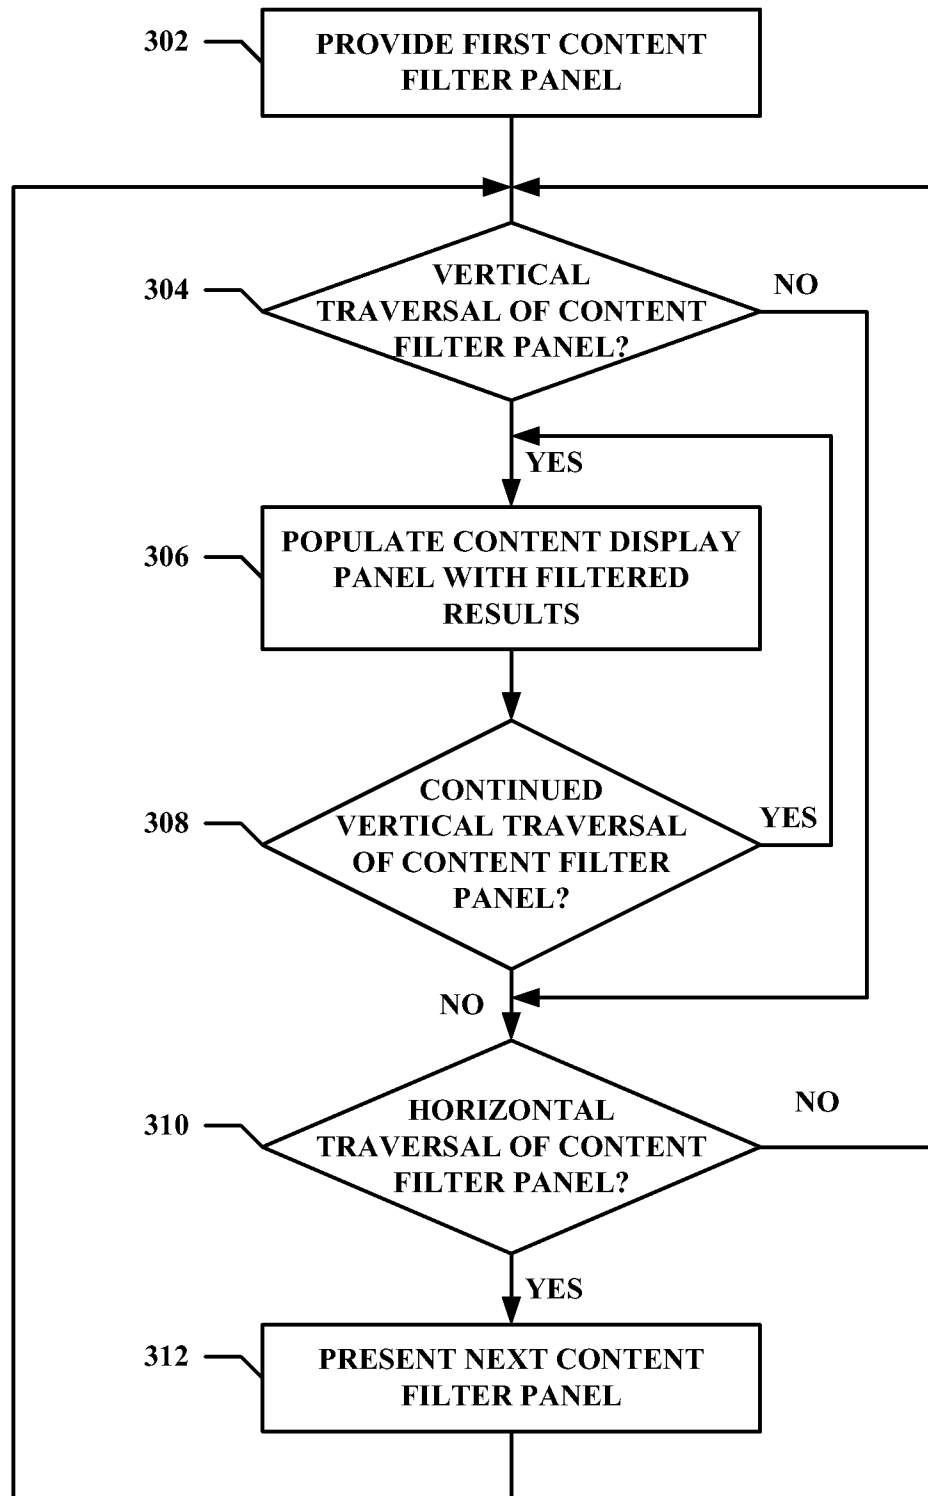 302
PROVIDE FIRST CONTENT
FILTER PANEL
304
VERTICAL
TRAVERSAL OF CONTENT
FILTER PANEL?
NO
YES
306
POPULATE CONTENT DISPLAY
PANEL WITH FILTERED
RESULTS
308
CONTINUED
VERTICAL TRAVERSAL
OF CONTENT FILTER
PANEL?
YES
NO
310
HORIZONTAL
TRAVERSAL OF CONTENT
FILTER PANEL?
NO
YES
312
PRESENT NEXT CONTENT
FILTER PANEL